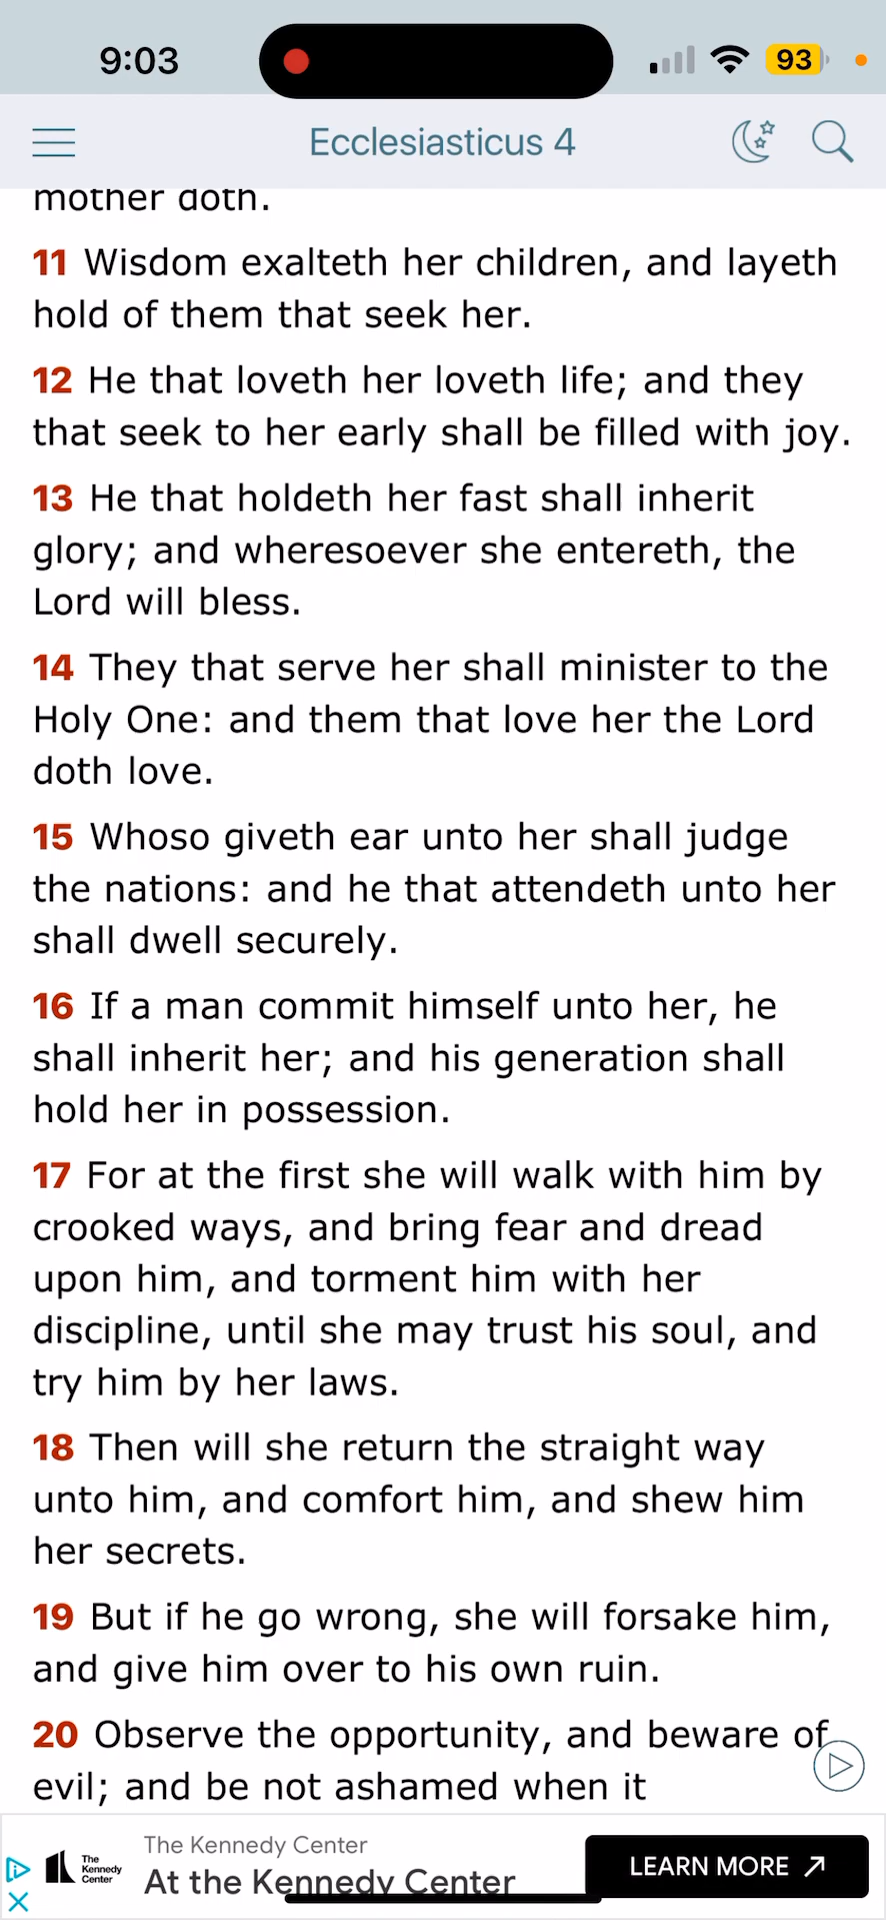 9:03
93
Ecclesiasticus 4
mother doth.
11 Wisdom exalteth her children, and layeth
hold of them that seek her.
12 He that loveth her loveth life; and they
that seek to her early shall be filled with joy.
13 He that holdeth her fast shall inherit
glory; and wheresoever she entereth, the
Lord will bless.
14 They that serve her shall minister to the
Holy One: and them that love her the Lord
doth love.
15 Whoso giveth ear unto her shall judge
the nations: and he that attendeth unto her
shall dwell securely.
16 If a man commit himself unto her, he
shall inherit her; and his generation shall
hold her in possession.
17 For at the first she will walk with him by
crooked ways, and bring fear and dread
upon him, and torment him with her
discipline, until she may trust his soul, and
try him by her laws.
18 Then will she return the straight way
unto him, and comfort him, and shew him
her secrets.
19 But if he go wrong, she will forsake him,
and give him over to his own ruin.
20 Observe the opportunity, and beware of
evil; and be not ashamed when it
The
Kennedy
Center
The Kennedy Center
At the Kennedy Center
LEARN MORE